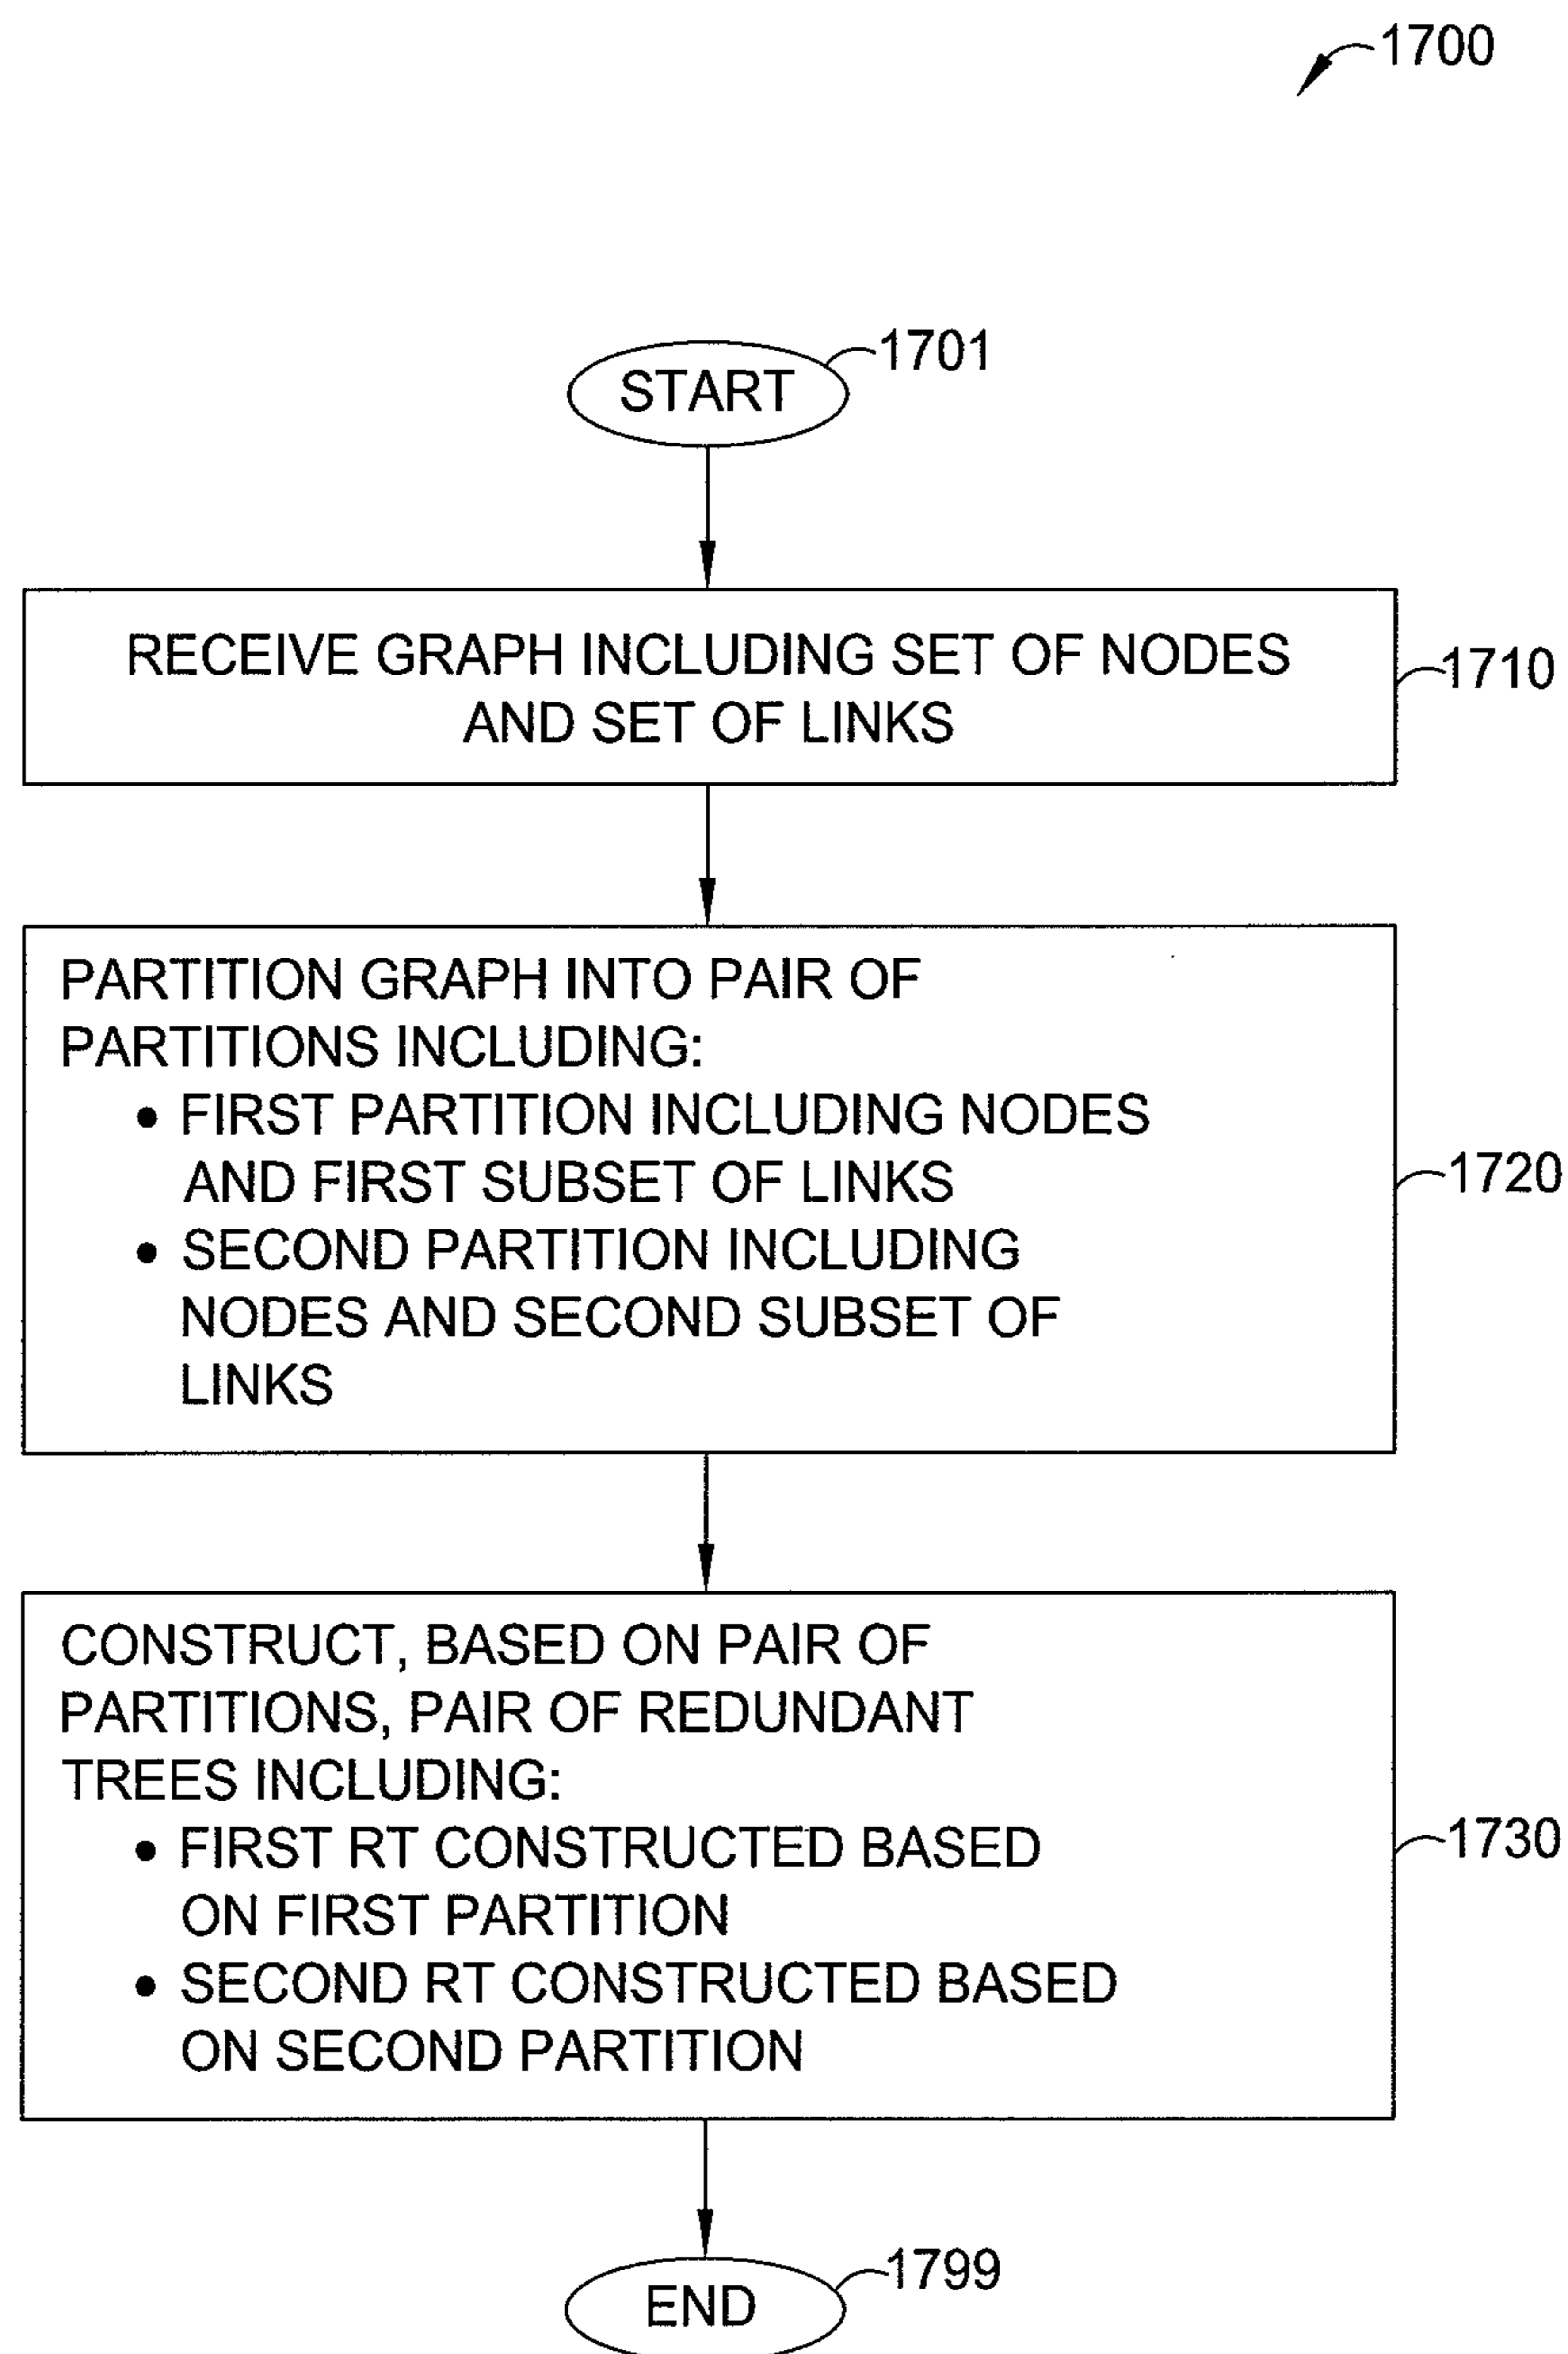 1700
1701
START
RECEIVE GRAPH INCLUDING SET OF NODES
AND SET OF LINKS
1710
PARTITION GRAPH INTO PAIR OF
PARTITIONS INCLUDING:
• FIRST PARTITION INCLUDING NODES
AND FIRST SUBSET OF LINKS
• SECOND PARTITION INCLUDING
NODES AND SECOND SUBSET OF
LINKS
1720
CONSTRUCT, BASED ON PAIR OF
PARTITIONS, PAIR OF REDUNDANT
TREES INCLUDING:
• FIRST RT CONSTRUCTED BASED
ON FIRST PARTITION
• SECOND RT CONSTRUCTED BASED
ON SECOND PARTITION
1730
1799
END